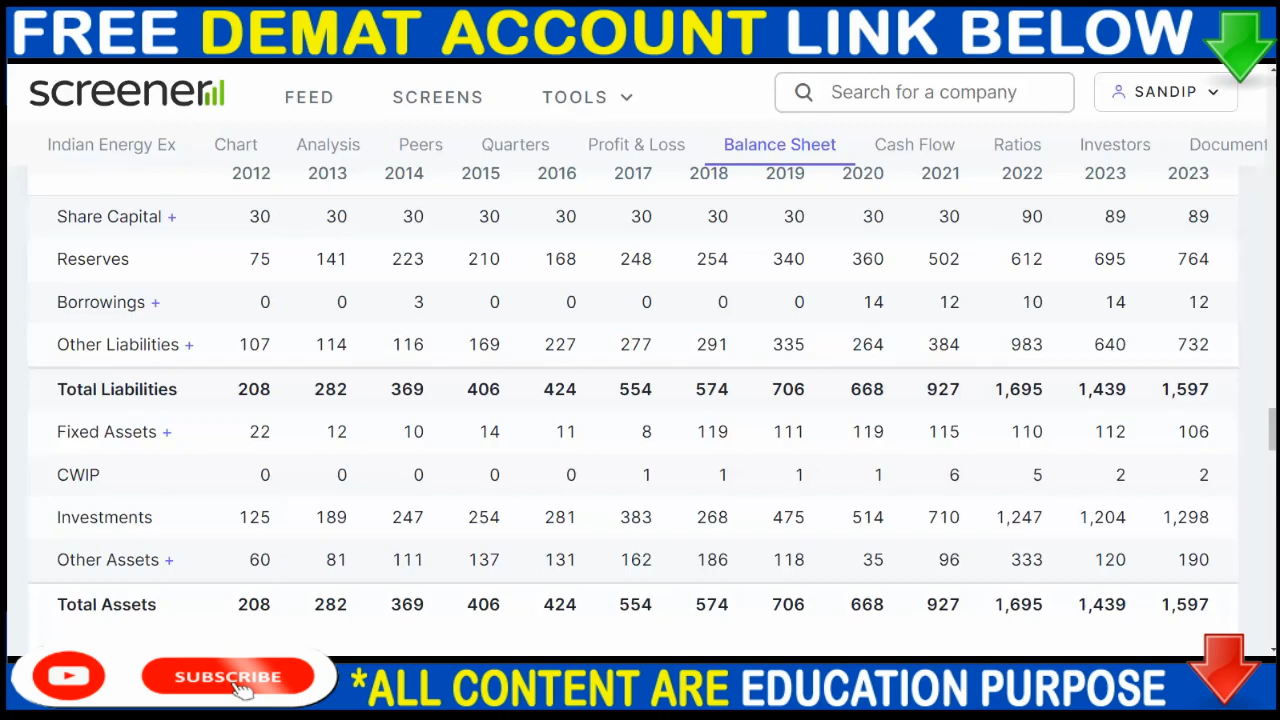 FREE DEMAT ACCOUNT LINK BELOW
screener FEED SCREENS TOOLS Search for a company SANDIP
Indian Energy Ex Chart Analysis Peers Quarters Profit & Loss Balance Sheet Cash Flow Ratios Investors Document
2012 2013 2014 2015 2016 2017 2018 2019 2020 2021 2022 2023 2023
Share Capital + 30 30 30 30 30 30 30 30 30 30 90 89 89
Reserves 75 141 223 210 168 248 254 340 360 502 612 695 764
Borrowings + 0 0 3 0 0 0 0 0 14 12 10 14 12
Other Liabilities + 107 114 116 169 227 277 291 335 264 384 983 640 732
Total Liabilities 208 282 369 406 424 554 574 706 668 927 1,695 1,439 1,597
Fixed Assets + 22 12 10 14 11 8 119 111 119 115 110 112 106
CWIP 0 0 0 0 0 1 1 1 1 6 5 2 2
Investments 125 189 247 254 281 383 268 475 514 710 1,247 1,204 1,298
Other Assets + 60 81 111 137 131 162 186 118 35 96 333 120 190
Total Assets 208 282 369 406 424 554 574 706 668 927 1,695 1,439 1,597
SUBSCRIBE
*ALL CONTENT ARE EDUCATION PURPOSE